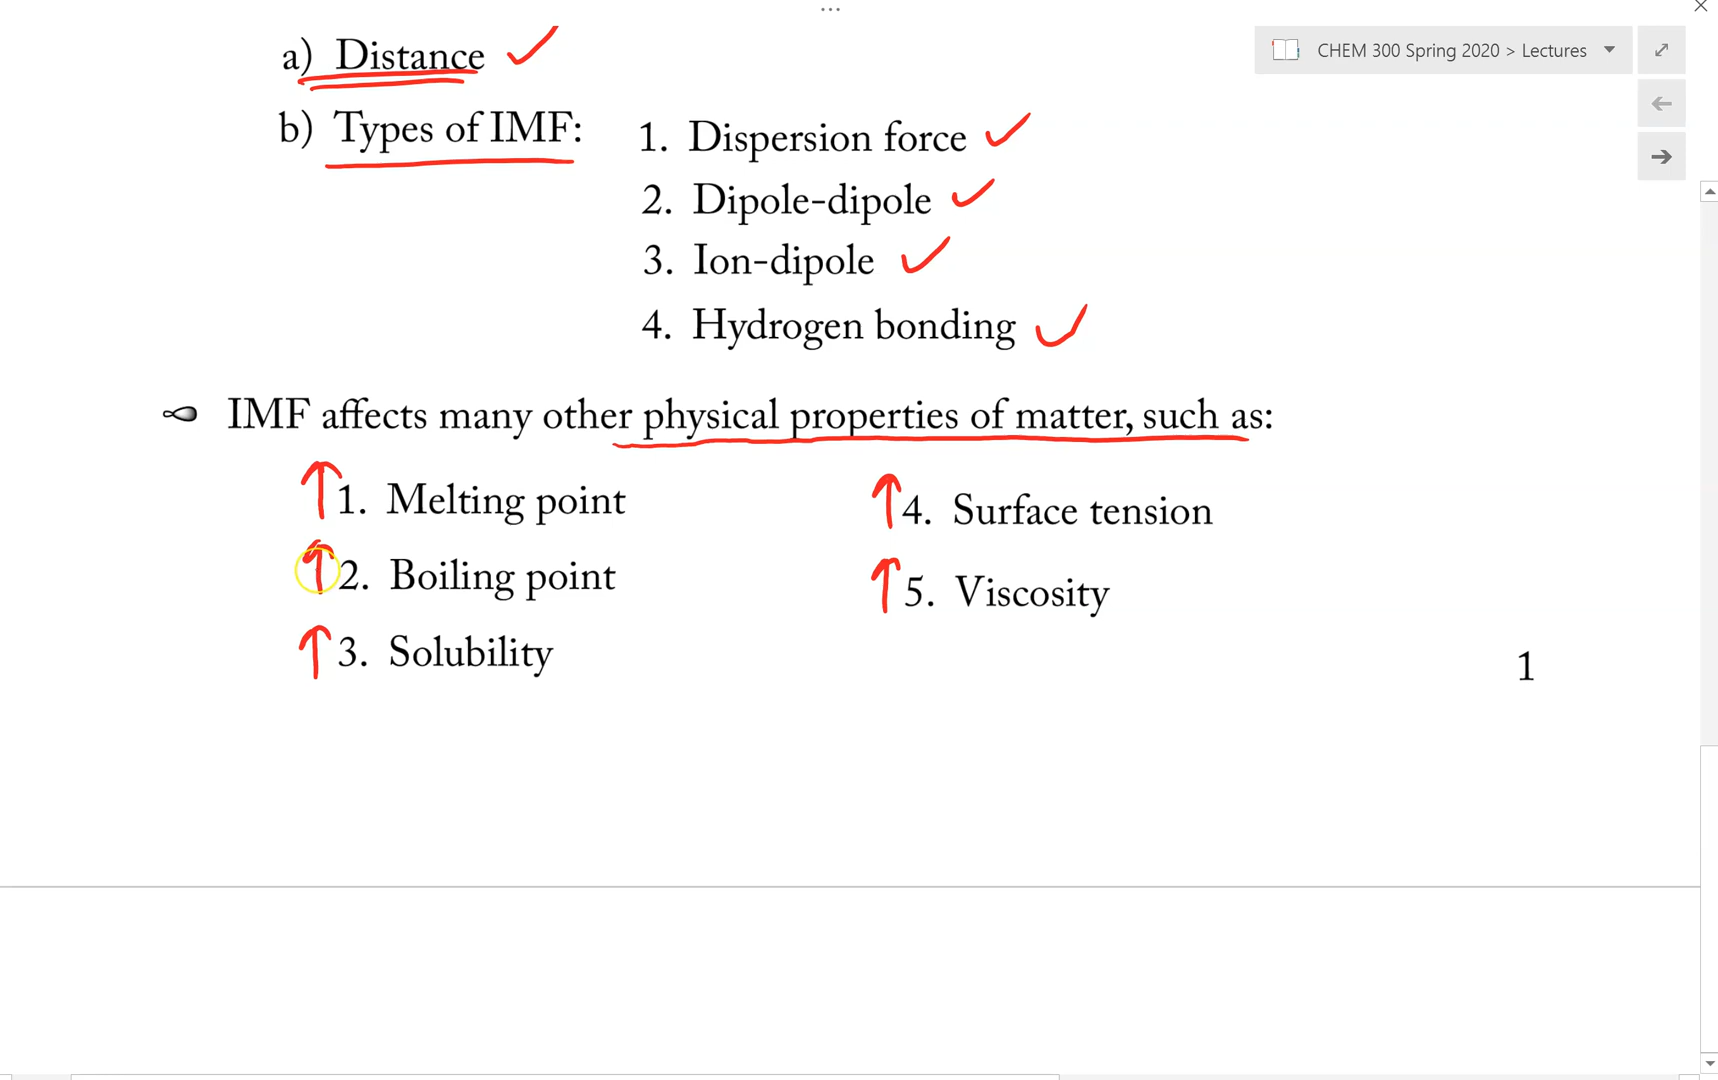 CHEM 300 Spring 2020 > Lectures
a) Distance
b) Types of IMF:
1. Dispersion force
2. Dipole-dipole
3. Ion-dipole
4. Hydrogen bonding
IMF affects many other physical properties of matter, such as:
1. Melting point
2. Boiling point
3. Solubility
4. Surface tension
5. Viscosity
1